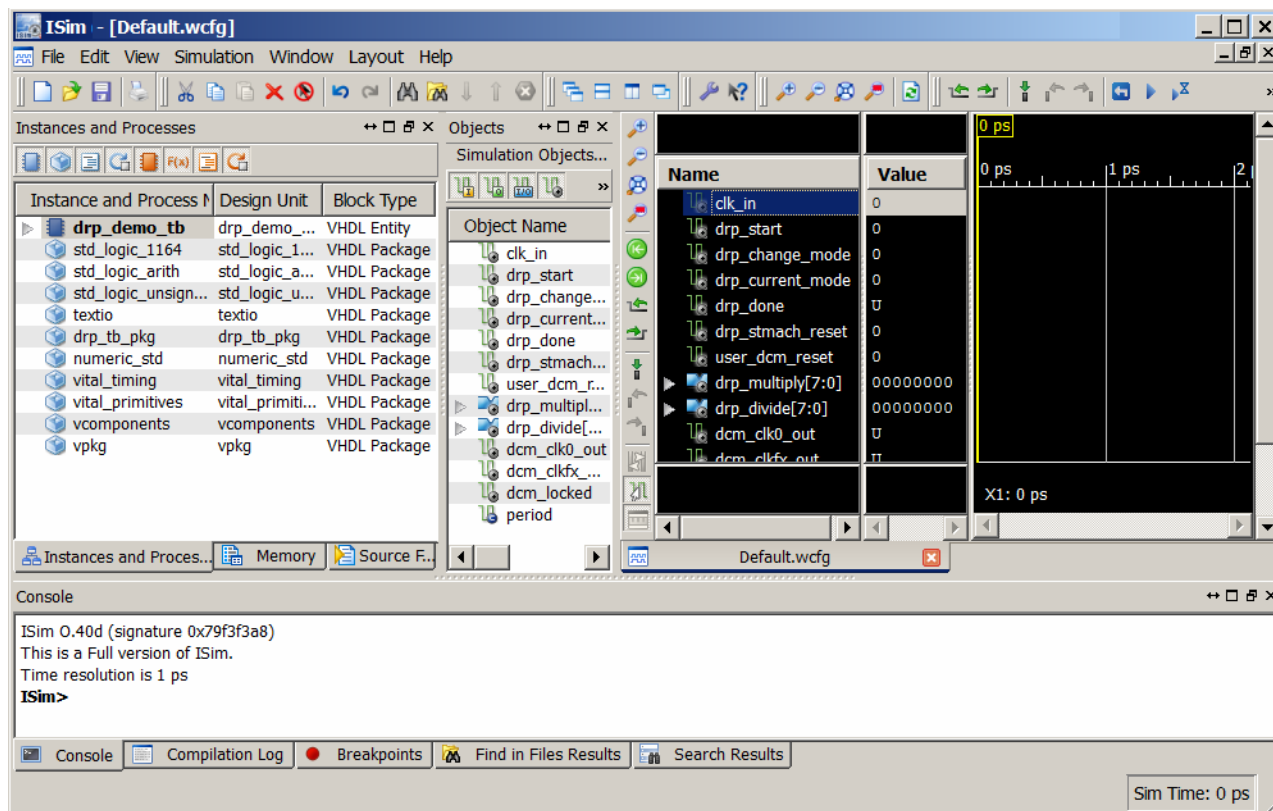 ISim - [Default.wcfg]
File Edit View Simulation Window Layout Help
Instances and Processes
F(x)
Instance and Process N Design Unit Block Type
drp_demo_tb drp_demo_... VHDL Entity
std_logic_1164 std_logic_1... VHDL Package
std_logic_arith std_logic_a... VHDL Package
std_logic_unsign... std_logic_u... VHDL Package
textio textio VHDL Package
drp_tb_pkg drp_tb_pkg VHDL Package
numeric_std numeric_std VHDL Package
vital_timing vital_timing VHDL Package
vital_primitives vital_primiti... VHDL Package
vcomponents vcomponents VHDL Package
vpkg vpkg VHDL Package
Instances and Proces... Memory Source F...
Objects
Simulation Objects...
»
Object Name
clk_in
drp_start
drp_change...
drp_current...
drp_done
drp_stmach...
user_dcm_r...
drp_multipl...
drp_divide[...
dcm_clk0_out
dcm_clkfx_...
dcm_locked
period
Name Value
clk_in 0
drp_start 0
drp_change_mode 0
drp_current_mode 0
drp_done U
drp_stmach_reset 0
user_dcm_reset 0
drp_multiply[7:0] 00000000
drp_divide[7:0] 00000000
dcm_clk0_out U
dcm_clkfx_out U
0 ps
0 ps 1 ps 2
X1: 0 ps
Default.wcfg
Console
ISim O.40d (signature 0x79f3f3a8)
This is a Full version of ISim.
Time resolution is 1 ps
ISim>
Console Compilation Log Breakpoints Find in Files Results Search Results
Sim Time: 0 ps